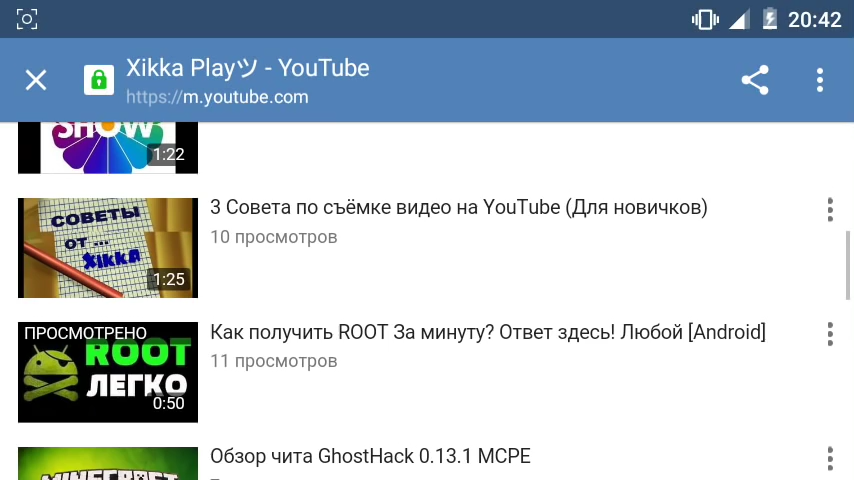 20:42
Xikka Playツ - YouTube
https://m.youtube.com
SHOW
1:22
СОВЕТЫ
от ...
Xikka
1:25
3 Совета по съёмке видео на YouTube (Для новичков)
10 просмотров
ПРОСМОТРЕНО
ROOT
ЛЕГКО
0:50
Как получить ROOT За минуту? Ответ здесь! Любой [Android]
11 просмотров
MINECRAFT
Обзор чита GhostHack 0.13.1 MCPE